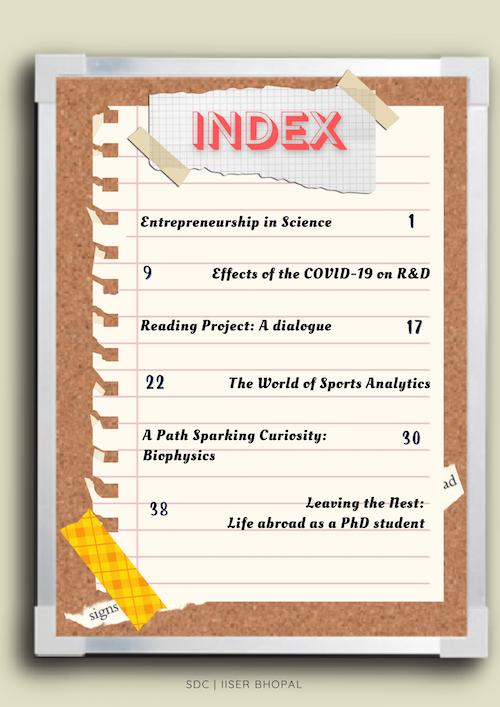 INDEX
Entrepreneurship in Science 1
9 Effects of the COVID-19 on R&D
Reading Project: A dialogue 17
22 The World of Sports Analytics
A Path Sparking Curiosity: 30
Biophysics
ad
38 Leaving the Nest:
Life abroad as a PhD student
signs
SDC | IISER BHOPAL